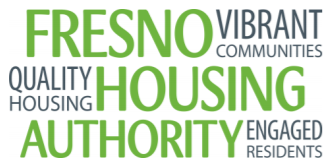 FRESNO VIBRANT COMMUNITIES
QUALITY HOUSING HOUSING
AUTHORITY ENGAGED RESIDENTS